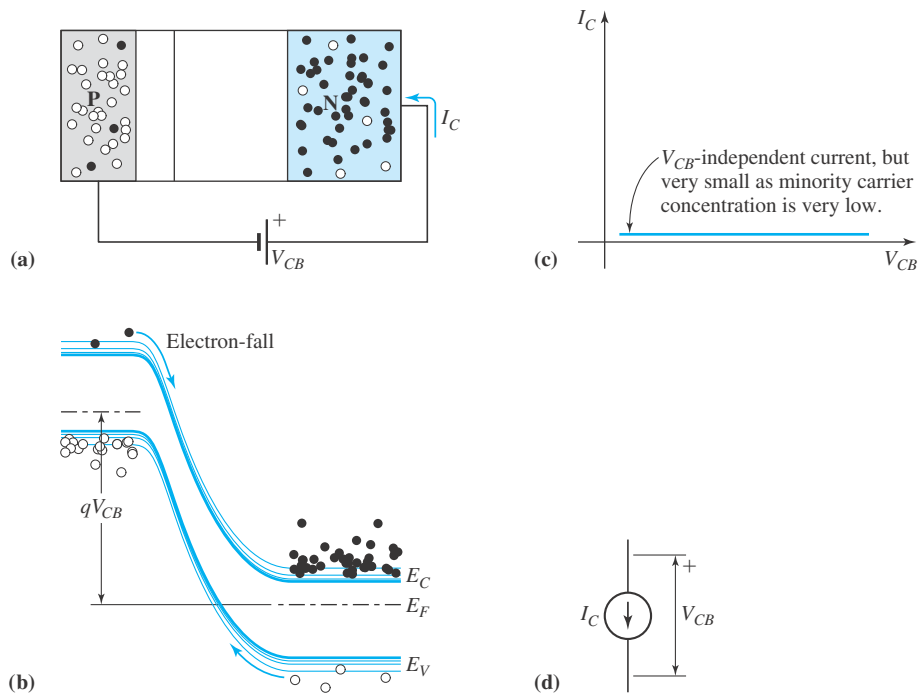 P
N
I_C
+
V_CB
(a)
I_C
V_CB-independent current, but
very small as minority carrier
concentration is very low.
V_CB
(c)
Electron-fall
qV_CB
E_C
E_F
E_V
(b)
+
I_C
V_CB
(d)